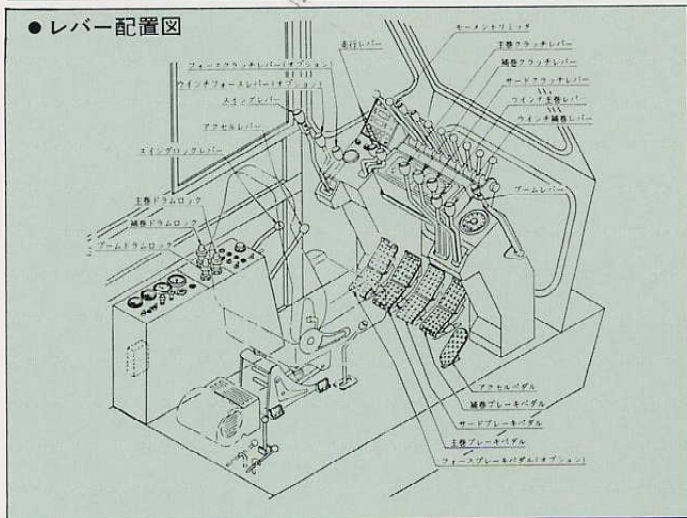 ●レバー配置図
モーメントリミッタ
走行レバー
主巻クラッチレバー
フォースクラッチレバー(オプション)
補巻クラッチレバー
ウインチフォースレバー(オプション)
サードクラッチレバー
スイングレバー
ウインチ主巻レバー
アクセルレバー
ウインチ補巻レバー
スイングロックレバー
ブームレバー
主巻ドラムロック
補巻ドラムロック
ブームドラムロック
アクセルペダル
補巻ブレーキペダル
サードブレーキペダル
主巻ブレーキペダル
フォースブレーキペダル(オプション)